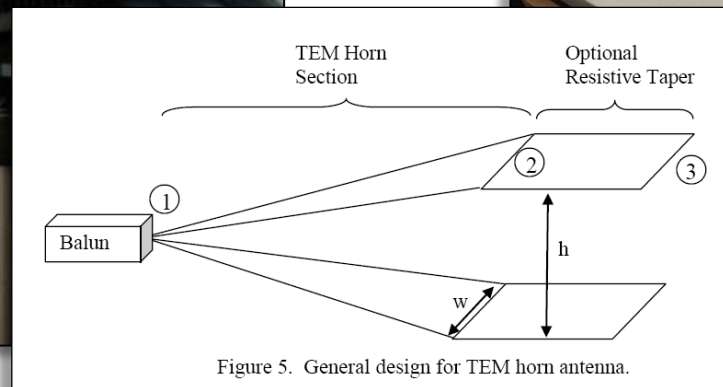 TEM Horn
Section
Optional
Resistive Taper
①
②
③
Balun
h
w
Figure 5. General design for TEM horn antenna.